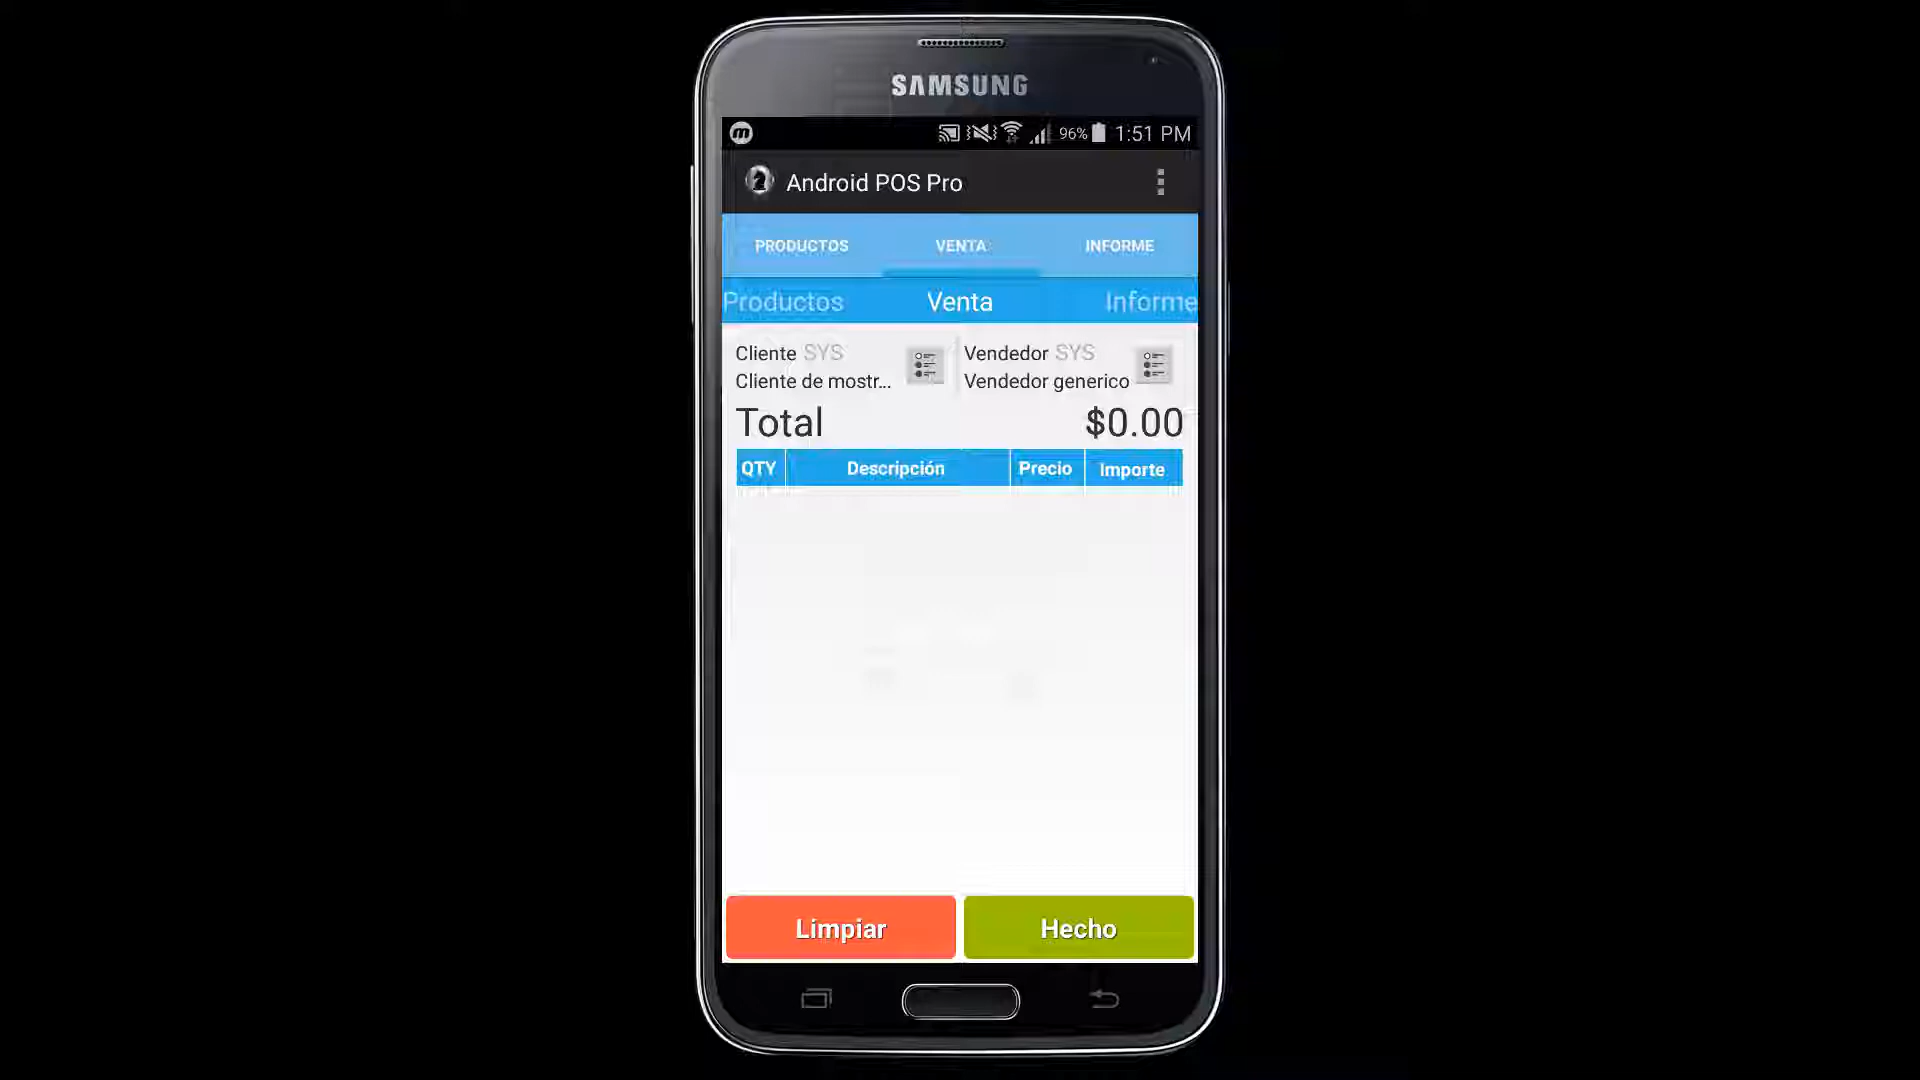 SAMSUNG
96% 1:51 PM
Android POS Pro
PRODUCTOS VENTA INFORME
Productos Venta Informe
Cliente SYS Vendedor SYS
Cliente de mostr... Vendedor generico
Total $0.00
QTY Descripción Precio Importe
Limpiar Hecho